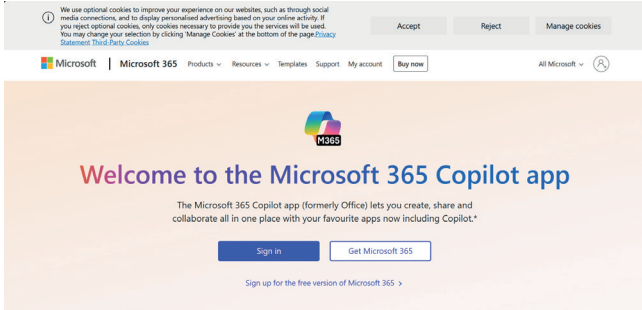 We use optional cookies to improve your experience on our websites, such as through social
media connections, and to display personalised advertising based on your online activity. If
you reject optional cookies, only cookies necessary to provide you the services will be used.
You may change your selection by clicking 'Manage Cookies' at the bottom of the page.Privacy
Statement Third-Party Cookies
Accept
Reject
Manage cookies
Microsoft
Microsoft 365
Products
Resources
Templates
Support
My account
Buy now
All Microsoft
M365
Welcome to the Microsoft 365 Copilot app
The Microsoft 365 Copilot app (formerly Office) lets you create, share and
collaborate all in one place with your favourite apps now including Copilot.*
Sign in
Get Microsoft 365
Sign up for the free version of Microsoft 365 >